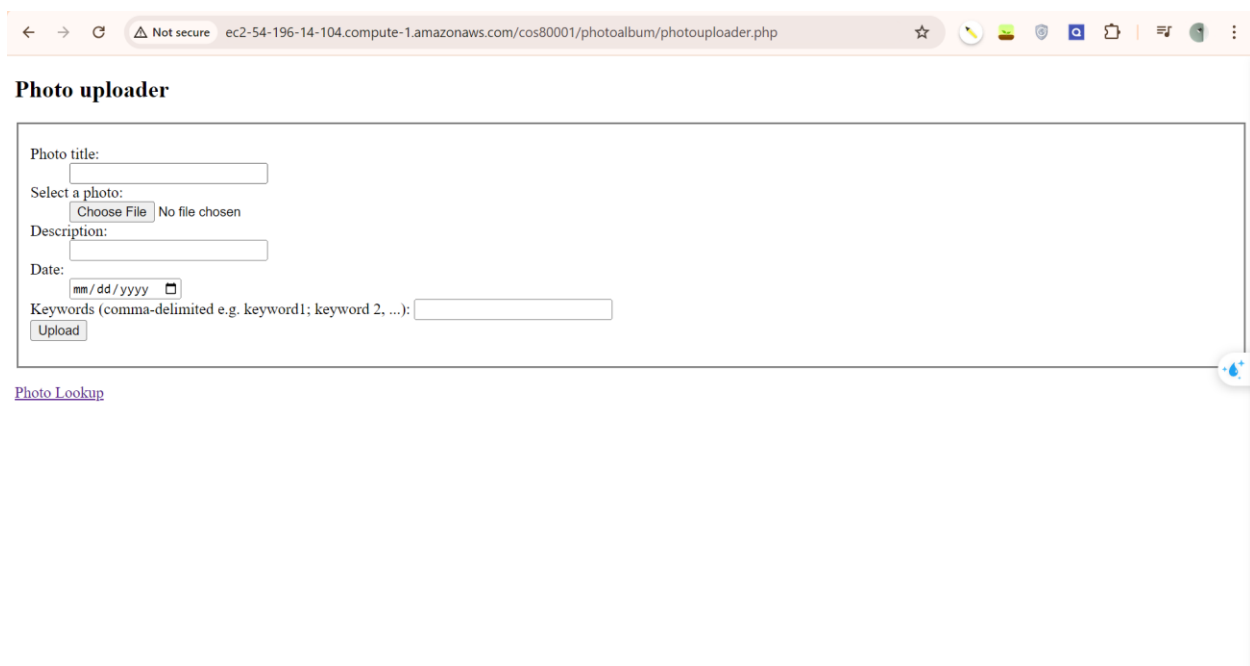 Not secure ec2-54-196-14-104.compute-1.amazonaws.com/cos80001/photoalbum/photouploader.php
Photo uploader
Photo title:
Select a photo:
Choose File No file chosen
Description:
Date:
mm/dd/yyyy
Keywords (comma-delimited e.g. keyword1; keyword 2, ...):
Upload
Photo Lookup